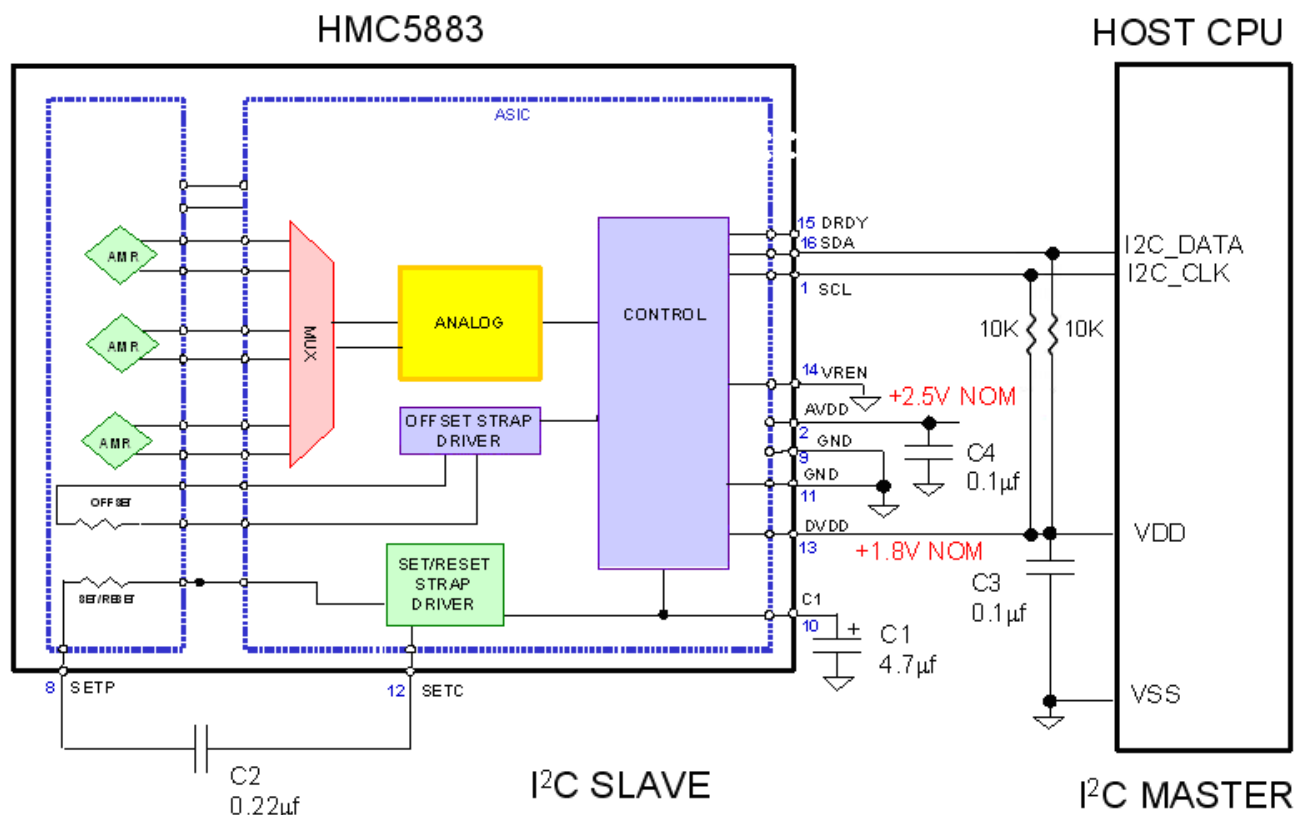 HMC5883
HOST CPU
ASIC
15 DRDY
16 SDA
I2C_DATA
I2C_CLK
1 SCL
AMR
AMR
AMR
MUX
ANALOG
CONTROL
10K
10K
14 VREN
+2.5V NOM
AVDD
2
GND
9
C4
0.1µf
GND
11
OFFSET STRAP
DRIVER
OFFSET
DVDD
13
+1.8V NOM
VDD
SET/RESET
STRAP
DRIVER
SET/RESET
C3
0.1µf
C1
10
+
C1
4.7µf
8 SETP
12 SETC
VSS
C2
0.22µf
I²C SLAVE
I²C MASTER